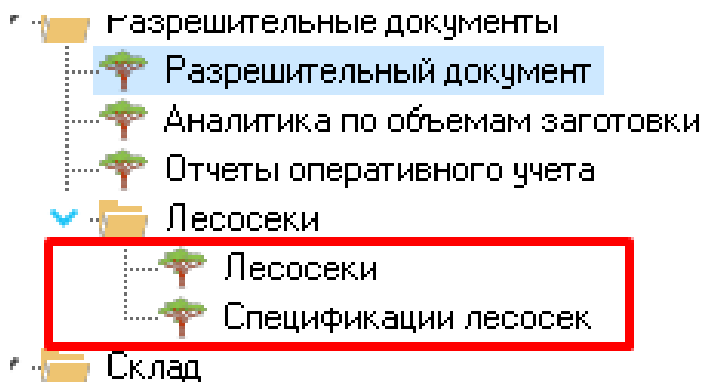 Разрешительные документы
Разрешительный документ
Аналитика по объемам заготовки
Отчеты оперативного учета
Лесосеки
Лесосеки
Спецификации лесосек
Склад